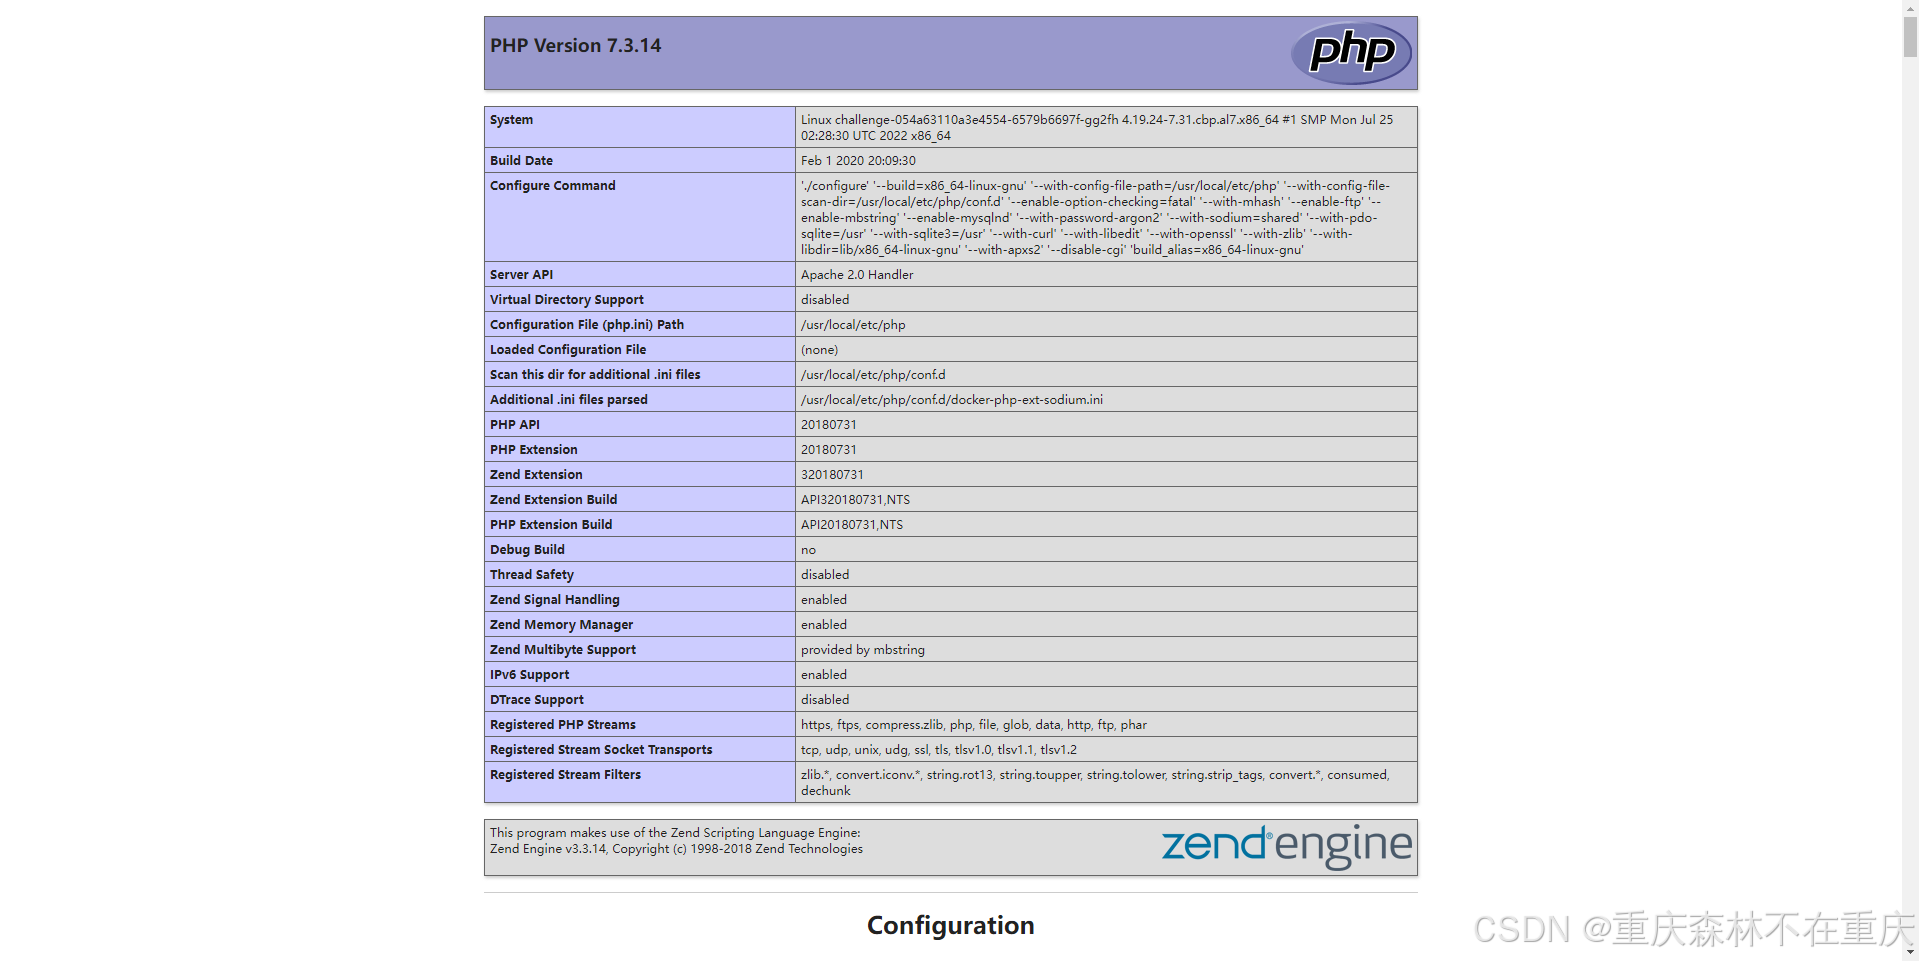 PHP Version 7.3.14
php
System
Linux challenge-054a63110a3e4554-6579b6697f-gg2fh 4.19.24-7.31.cbp.al7.x86_64 #1 SMP Mon Jul 25
02:28:30 UTC 2022 x86_64
Build Date
Feb 1 2020 20:09:30
Configure Command
'./configure' '--build=x86_64-linux-gnu' '--with-config-file-path=/usr/local/etc/php' '--with-config-file-
scan-dir=/usr/local/etc/php/conf.d' '--enable-option-checking=fatal' '--with-mhash' '--enable-ftp' '--
enable-mbstring' '--enable-mysqlnd' '--with-password-argon2' '--with-sodium=shared' '--with-pdo-
sqlite=/usr' '--with-sqlite3=/usr' '--with-curl' '--with-libedit' '--with-openssl' '--with-zlib' '--with-
libdir=lib/x86_64-linux-gnu' '--with-apxs2' '--disable-cgi' 'build_alias=x86_64-linux-gnu'
Server API
Apache 2.0 Handler
Virtual Directory Support
disabled
Configuration File (php.ini) Path
/usr/local/etc/php
Loaded Configuration File
(none)
Scan this dir for additional .ini files
/usr/local/etc/php/conf.d
Additional .ini files parsed
/usr/local/etc/php/conf.d/docker-php-ext-sodium.ini
PHP API
20180731
PHP Extension
20180731
Zend Extension
320180731
Zend Extension Build
API320180731,NTS
PHP Extension Build
API20180731,NTS
Debug Build
no
Thread Safety
disabled
Zend Signal Handling
enabled
Zend Memory Manager
enabled
Zend Multibyte Support
provided by mbstring
IPv6 Support
enabled
DTrace Support
disabled
Registered PHP Streams
https, ftps, compress.zlib, php, file, glob, data, http, ftp, phar
Registered Stream Socket Transports
tcp, udp, unix, udg, ssl, tls, tlsv1.0, tlsv1.1, tlsv1.2
Registered Stream Filters
zlib.*, convert.iconv.*, string.rot13, string.toupper, string.tolower, string.strip_tags, convert.*, consumed,
dechunk
This program makes use of the Zend Scripting Language Engine:
Zend Engine v3.3.14, Copyright (c) 1998-2018 Zend Technologies
zend® engine
Configuration
CSDN @重庆森林不在重庆